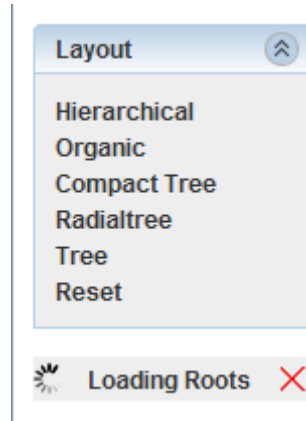 Layout
Hierarchical
Organic
Compact Tree
Radialtree
Tree
Reset
Loading Roots